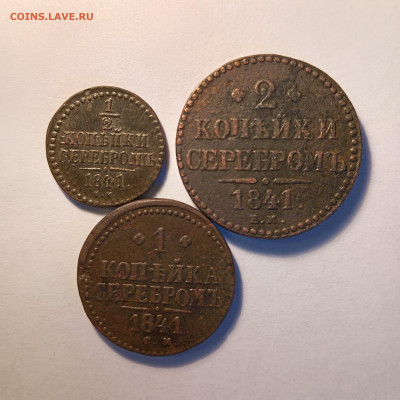 COINS.LAVE.RU
1
2
КОПѢЙКИ
СЕРЕБРОМЪ
1841.
2
КОПѢЙКИ
СЕРЕБРОМЪ
1841.
Е.М.
1
КОПѢЙКА
СЕРЕБРОМЪ
1841
С.М.